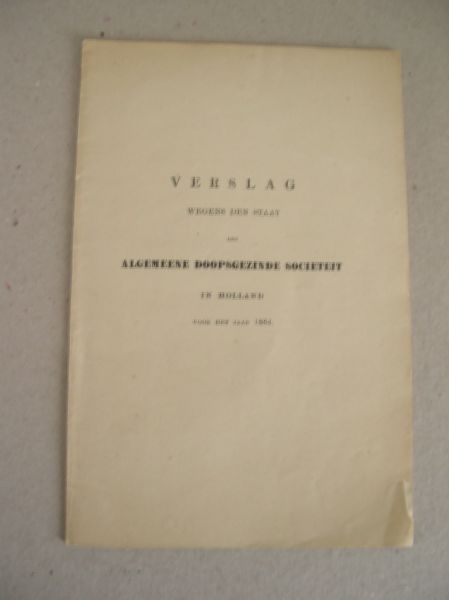 VERSLAG
WEGENS DEN STAAT
DER
ALGEMEENE DOOPSGEZINDE SOCIETEIT
IN HOLLAND
VOOR HET JAAR